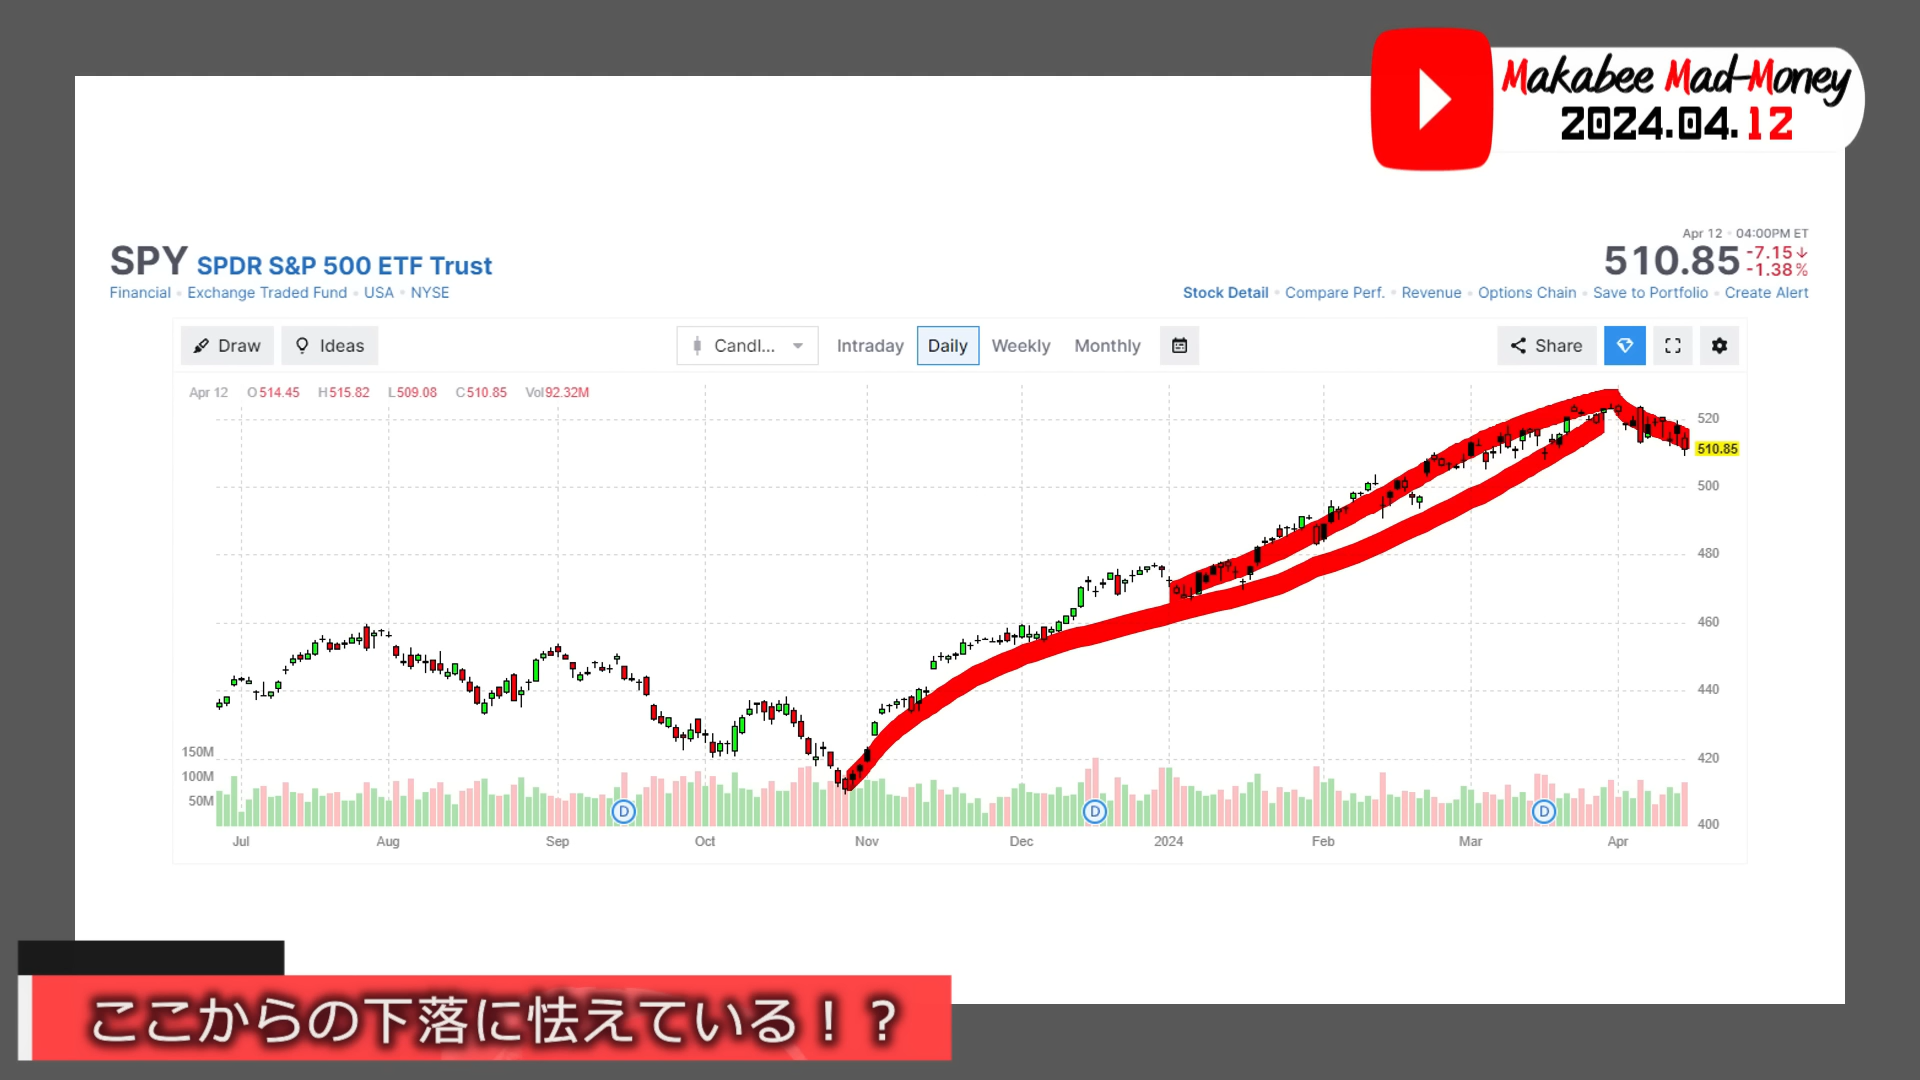 Makabee Mad-Money
2024.04.12
Apr 12 • 04:00PM ET
SPY SPDR S&P 500 ETF Trust
510.85 -7.15↓
-1.38%
Financial • Exchange Traded Fund • USA • NYSE
Stock Detail • Compare Perf. • Revenue • Options Chain • Save to Portfolio • Create Alert
Draw Ideas Candl... Intraday Daily Weekly Monthly Share
Apr 12 O514.45 H515.82 L509.08 C510.85 Vol92.32M
520
510.85
500
480
460
440
150M 420
100M
50M
D D D
400
Jul Aug Sep Oct Nov Dec 2024 Feb Mar Apr
ここからの下落に怯えている！？